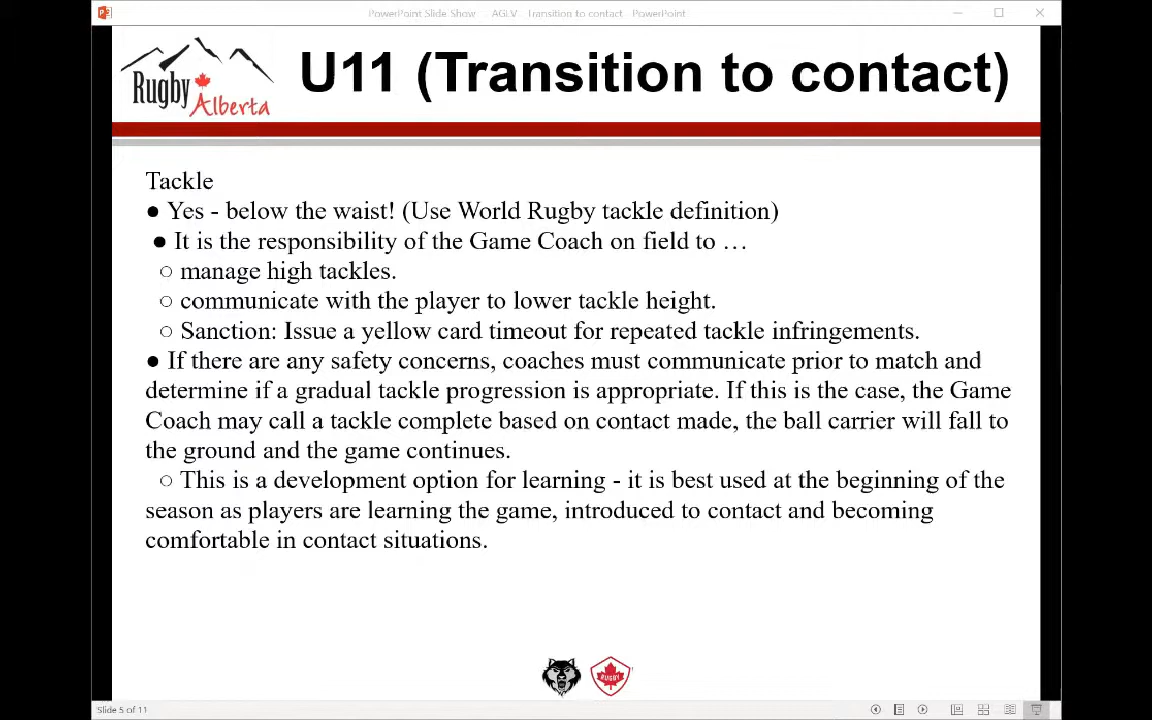 PowerPoint Slide Show - AGLV - Transition to contact - PowerPoint
Rugby
Alberta
U11 (Transition to contact)
Tackle
● Yes - below the waist! (Use World Rugby tackle definition)
● It is the responsibility of the Game Coach on field to …
○ manage high tackles.
○ communicate with the player to lower tackle height.
○ Sanction: Issue a yellow card timeout for repeated tackle infringements.
● If there are any safety concerns, coaches must communicate prior to match and
determine if a gradual tackle progression is appropriate. If this is the case, the Game
Coach may call a tackle complete based on contact made, the ball carrier will fall to
the ground and the game continues.
○ This is a development option for learning - it is best used at the beginning of the
season as players are learning the game, introduced to contact and becoming
comfortable in contact situations.
RUGBY
Slide 5 of 11